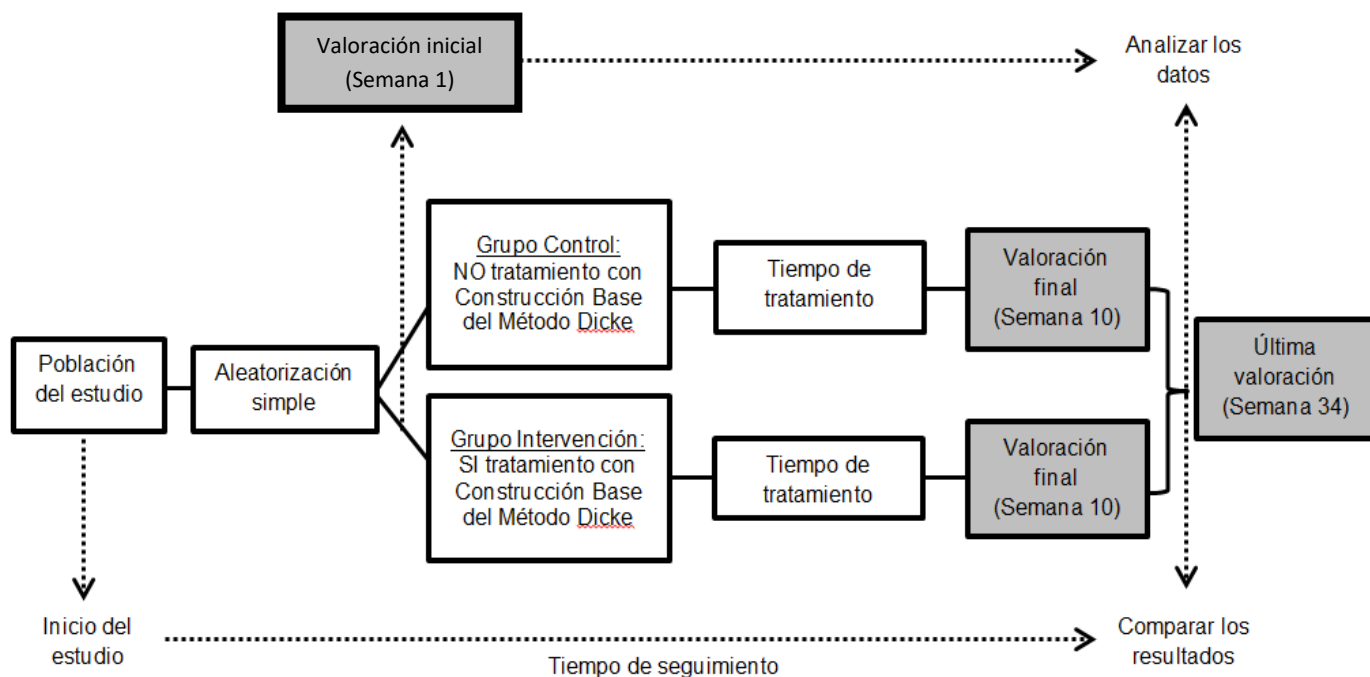 Valoración inicial
(Semana 1)
Analizar los
datos
Grupo Control:
NO tratamiento con
Construcción Base
del Método Dicke
Tiempo de
tratamiento
Valoración
final
(Semana 10)
Población
del estudio
Aleatorización
simple
Última
valoración
(Semana 34)
Grupo Intervención:
SI tratamiento con
Construcción Base
del Método Dicke
Tiempo de
tratamiento
Valoración
final
(Semana 10)
Inicio del
estudio
Tiempo de seguimiento
Comparar los
resultados